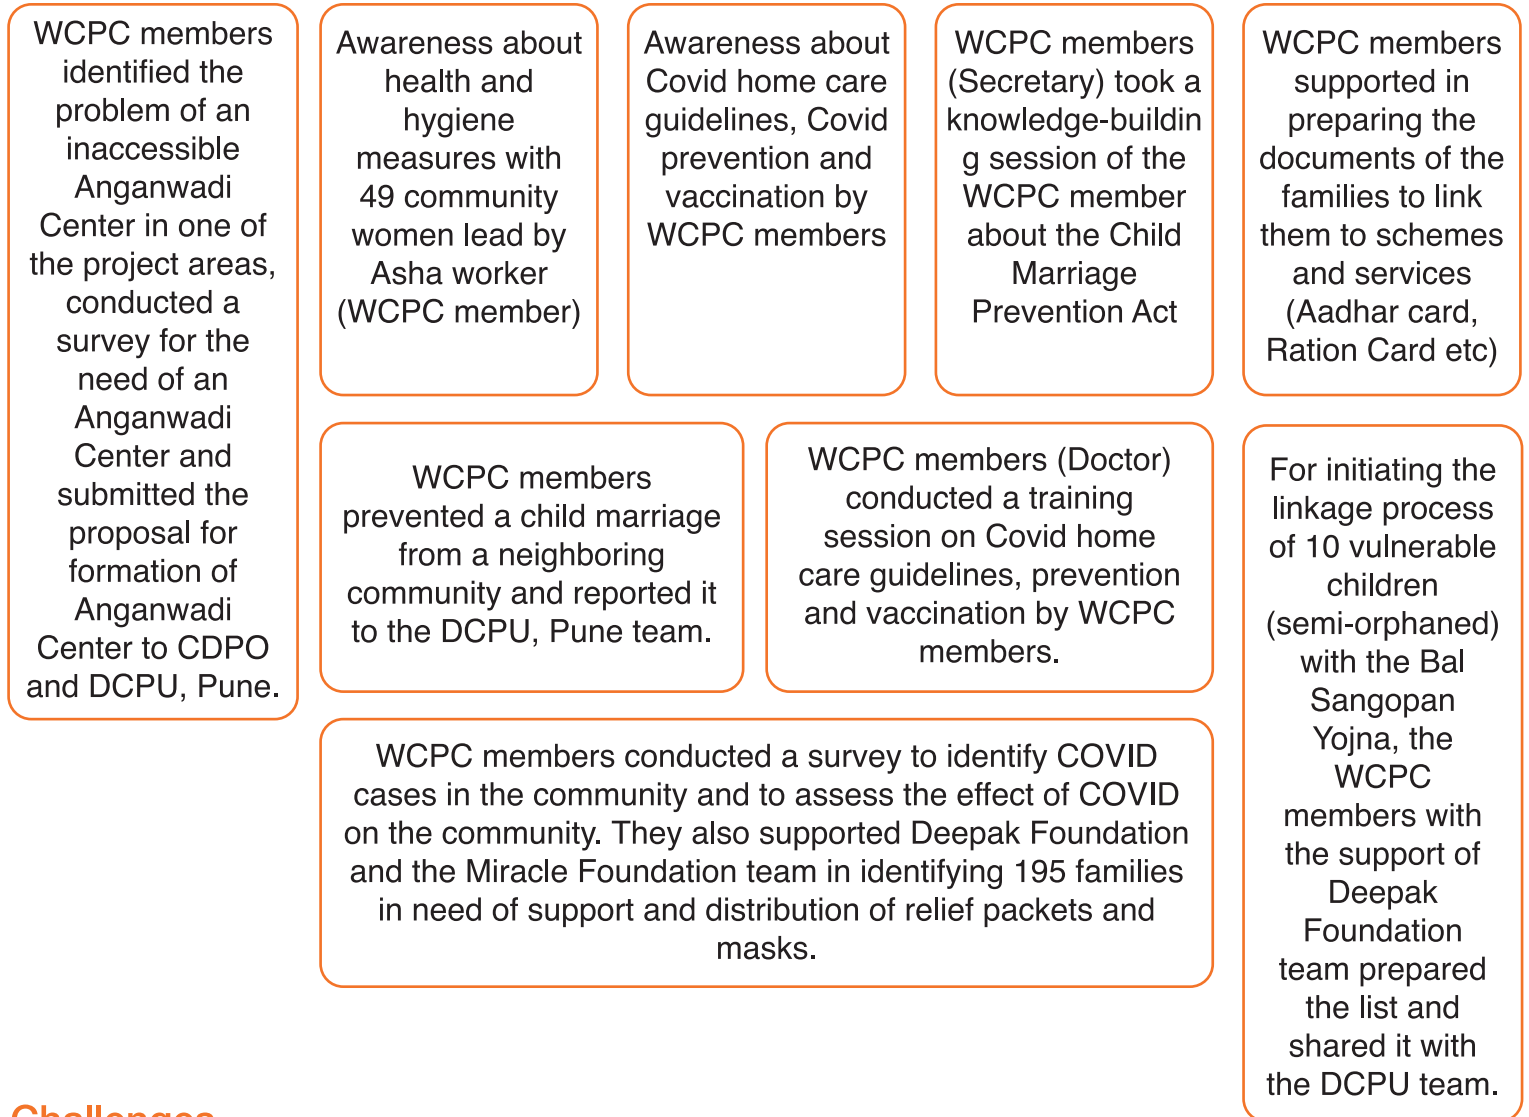 WCPC members
identified the
problem of an
inaccessible
Anganwadi
Center in one of
the project areas,
conducted a
survey for the
need of an
Anganwadi
Center and
submitted the
proposal for
formation of
Anganwadi
Center to CDPO
and DCPU, Pune.
Awareness about
health and
hygiene
measures with
49 community
women lead by
Asha worker
(WCPC member)
Awareness about
Covid home care
guidelines, Covid
prevention and
vaccination by
WCPC members
WCPC members
(Secretary) took a
knowledge-buildin
g session of the
WCPC member
about the Child
Marriage
Prevention Act
WCPC members
supported in
preparing the
documents of the
families to link
them to schemes
and services
(Aadhar card,
Ration Card etc)
WCPC members
prevented a child marriage
from a neighboring
community and reported it
to the DCPU, Pune team.
WCPC members (Doctor)
conducted a training
session on Covid home
care guidelines, prevention
and vaccination by WCPC
members.
For initiating the
linkage process
of 10 vulnerable
children
(semi-orphaned)
with the Bal
Sangopan
Yojna, the
WCPC
members with
the support of
Deepak
Foundation
team prepared
the list and
shared it with
the DCPU team.
WCPC members conducted a survey to identify COVID
cases in the community and to assess the effect of COVID
on the community. They also supported Deepak Foundation
and the Miracle Foundation team in identifying 195 families
in need of support and distribution of relief packets and
masks.
Challenges